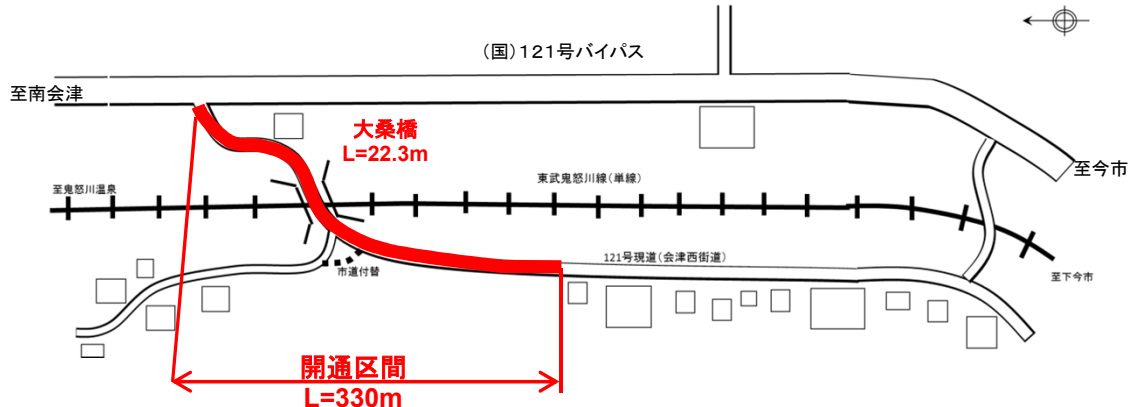 (国)121号バイパス
至南会津
大桑橋
L=22.3m
至今市
至鬼怒川温泉
東武鬼怒川線(単線)
121号現道(会津西街道)
市道付替
至下今市
開通区間
L=330m